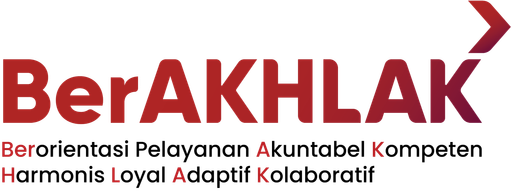 BerAKHLAK
Berorientasi Pelayanan Akuntabel Kompeten
Harmonis Loyal Adaptif Kolaboratif